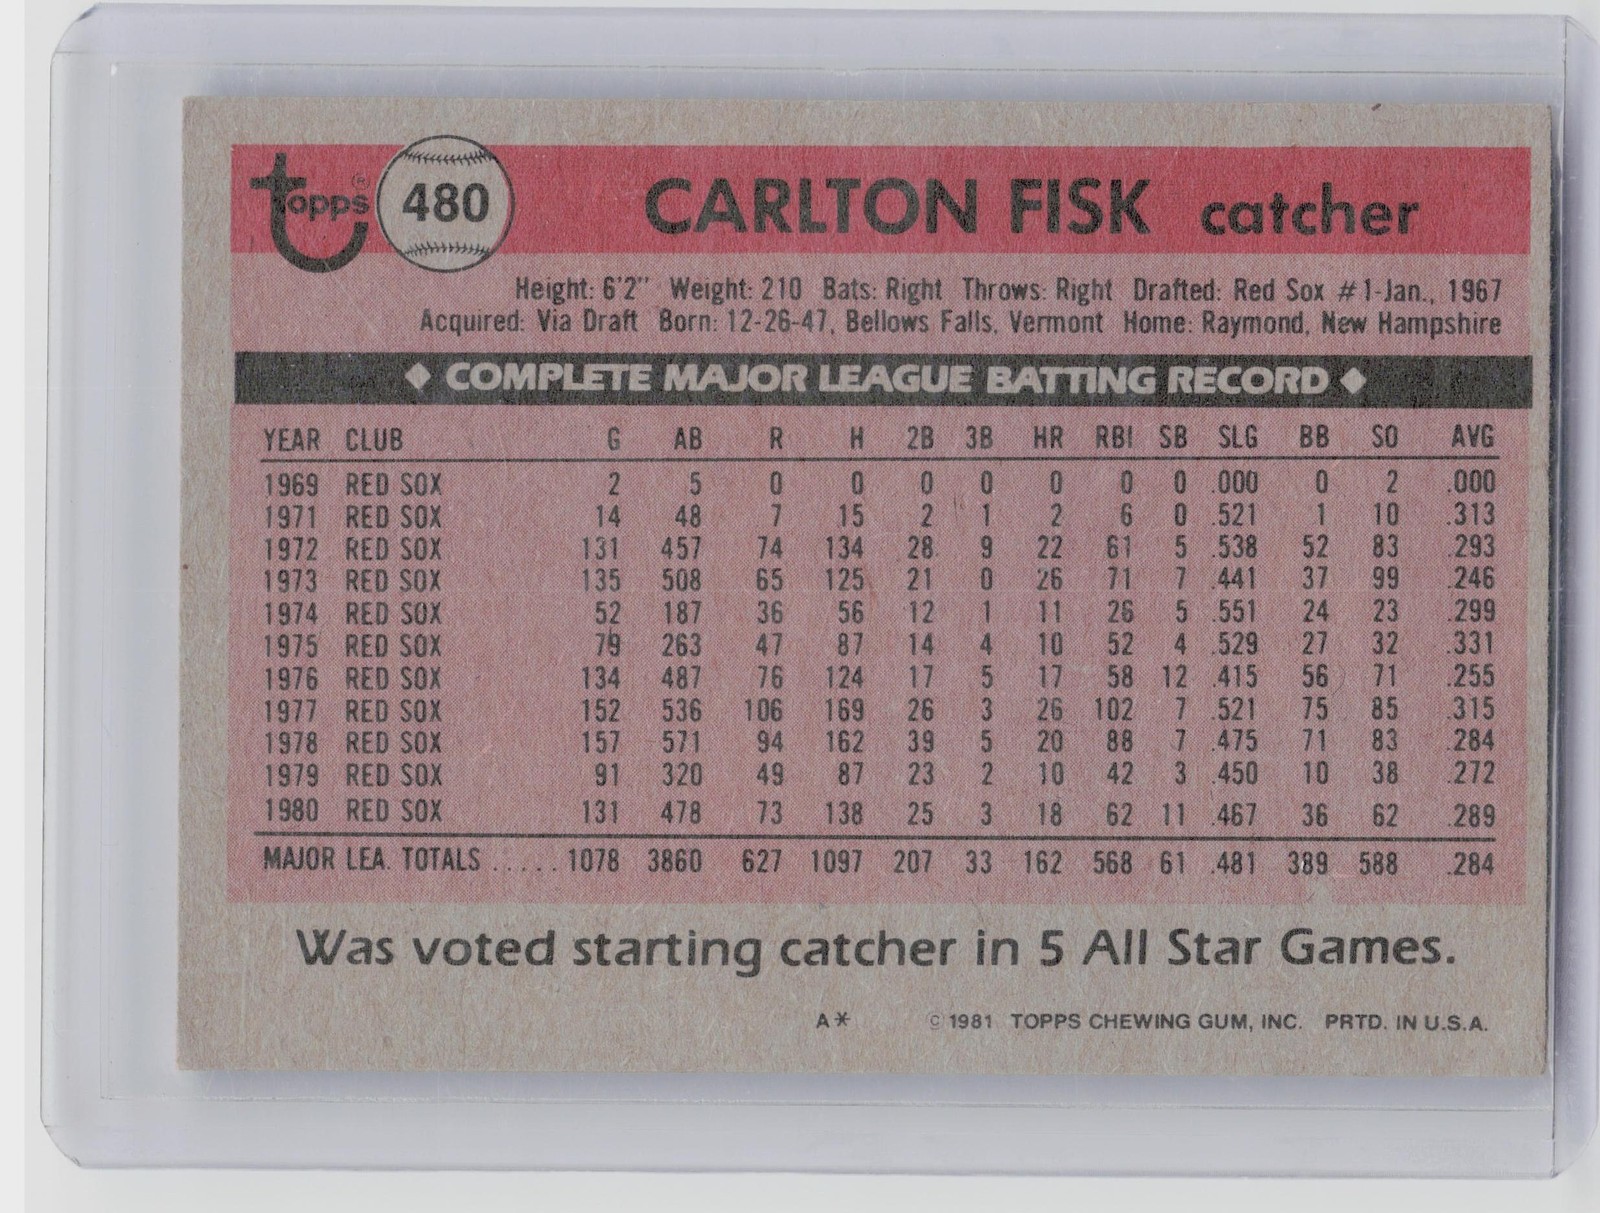 topps® 480 CARLTON FISK catcher
Height: 6'2" Weight: 210 Bats: Right Throws: Right Drafted: Red Sox #1-Jan., 1967
Acquired: Via Draft Born: 12-26-47, Bellows Falls, Vermont Home: Raymond, New Hampshire
◆ COMPLETE MAJOR LEAGUE BATTING RECORD ◆
YEAR CLUB G AB R H 2B 3B HR RBI SB SLG BB SO AVG
1969 RED SOX 2 5 0 0 0 0 0 0 0 .000 0 2 .000
1971 RED SOX 14 48 7 15 2 1 2 6 0 .521 1 10 .313
1972 RED SOX 131 457 74 134 28 9 22 61 5 .538 52 83 .293
1973 RED SOX 135 508 65 125 21 0 26 71 7 .441 37 99 .246
1974 RED SOX 52 187 36 56 12 1 11 26 5 .551 24 23 .299
1975 RED SOX 79 263 47 87 14 4 10 52 4 .529 27 32 .331
1976 RED SOX 134 487 76 124 17 5 17 58 12 .415 56 71 .255
1977 RED SOX 152 536 106 169 26 3 26 102 7 .521 75 85 .315
1978 RED SOX 157 571 94 162 39 5 20 88 7 .475 71 83 .284
1979 RED SOX 91 320 49 87 23 2 10 42 3 .450 10 38 .272
1980 RED SOX 131 478 73 138 25 3 18 62 11 .467 36 62 .289
MAJOR LEA. TOTALS ..... 1078 3860 627 1097 207 33 162 568 61 .481 389 588 .284
Was voted starting catcher in 5 All Star Games.
A* © 1981 TOPPS CHEWING GUM, INC. PRTD. IN U.S.A.